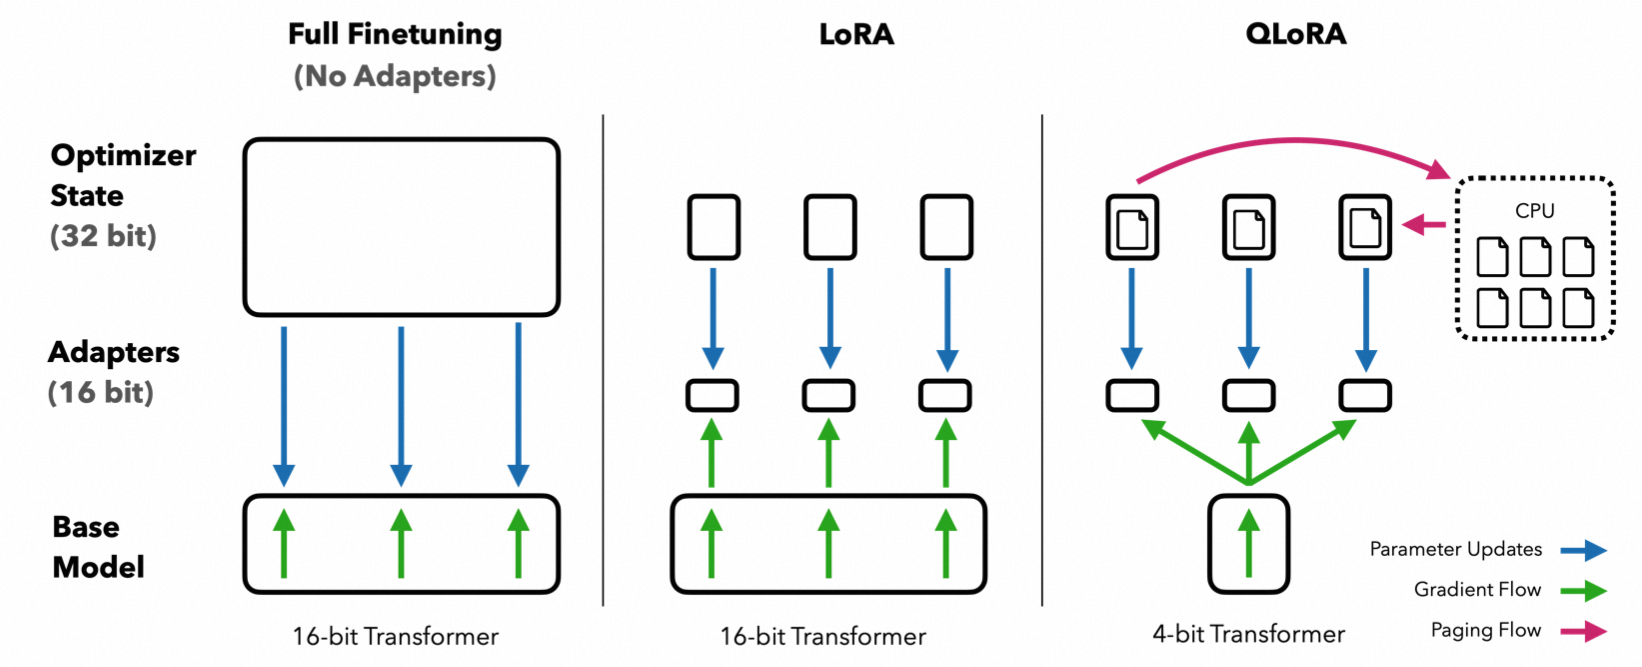 Full Finetuning
(No Adapters)
LoRA
QLoRA
Optimizer
State
(32 bit)
CPU
Adapters
(16 bit)
Base
Model
Parameter Updates
Gradient Flow
Paging Flow
16-bit Transformer
16-bit Transformer
4-bit Transformer